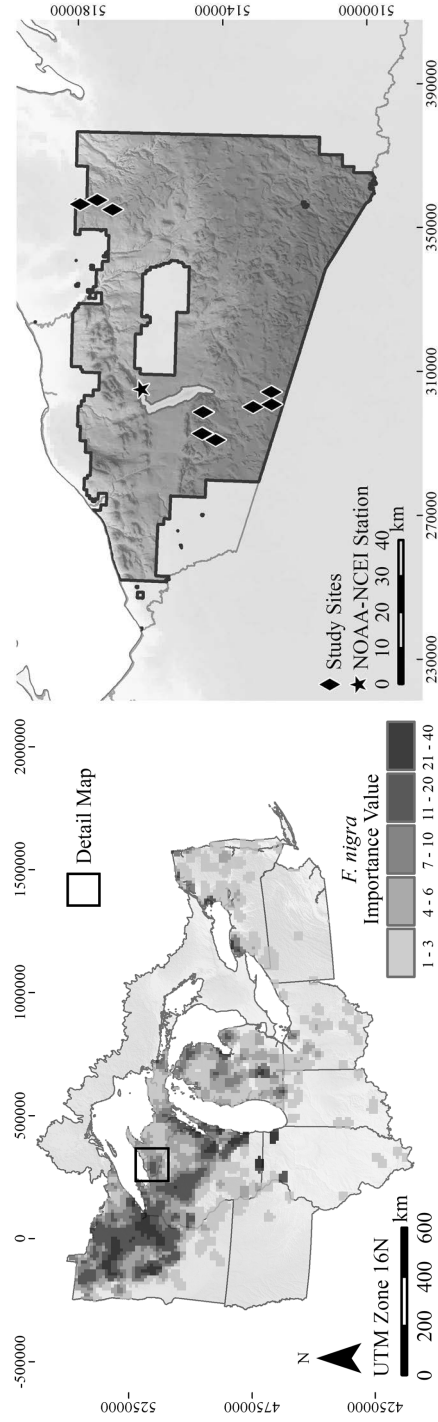 -500000
0
500000
1000000
1500000
2000000
5250000
4750000
4250000
Detail Map
N
UTM Zone 16N
0 200 400 600
km
F. nigra
Importance Value
1 - 3
4 - 6
7 - 10
11 - 20
21 - 40
5180000
5140000
5100000
230000
270000
310000
350000
390000
Study Sites
NOAA-NCEI Station
0 10 20 30 40
km